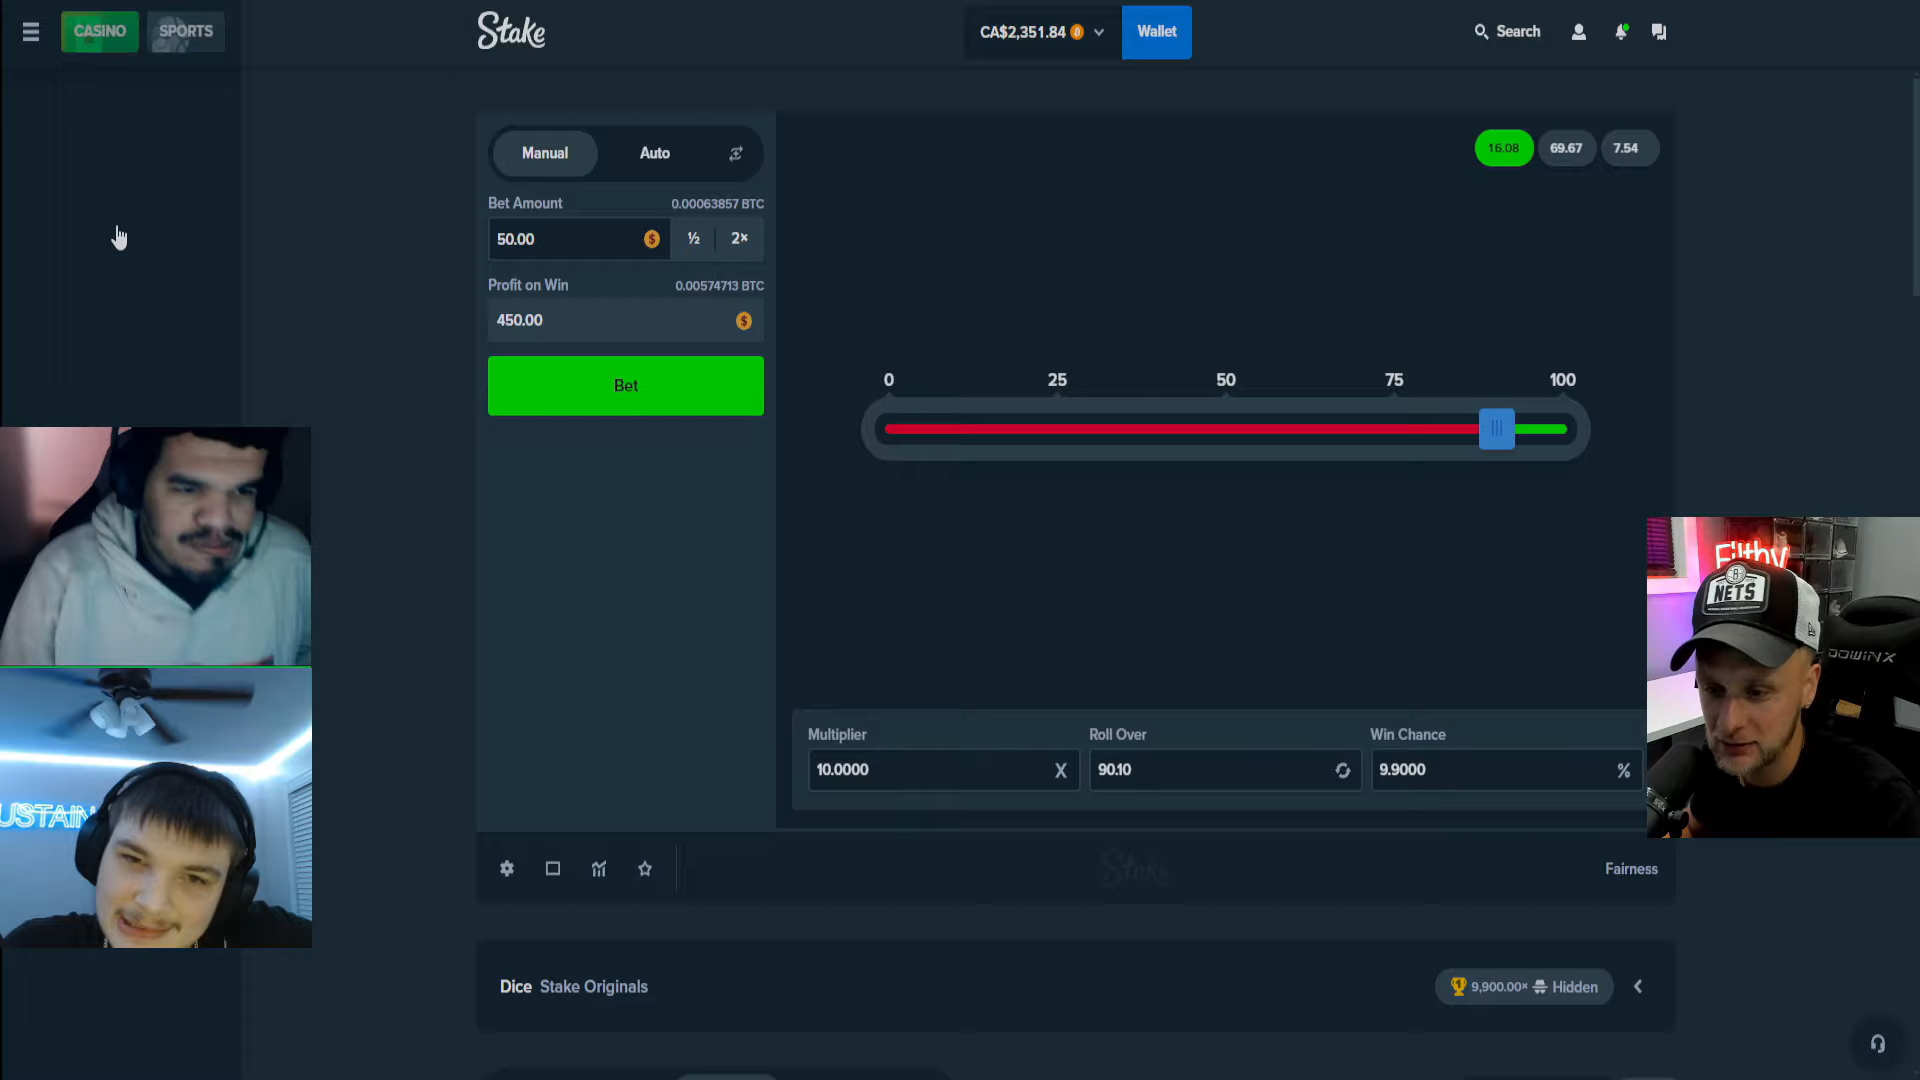 CASINO
SPORTS
Stake
CA$2,351.84
Wallet
Search
Manual
Auto
16.08
69.67
7.54
Bet Amount
0.00063857 BTC
50.00
½
2×
Profit on Win
0.00574713 BTC
450.00
Bet
0
25
50
75
100
Multiplier
Roll Over
Win Chance
10.0000
X
90.10
9.9000
%
Stake
Fairness
Dice Stake Originals
9,900.00×
Hidden
Filthy
NETS
USTAIN